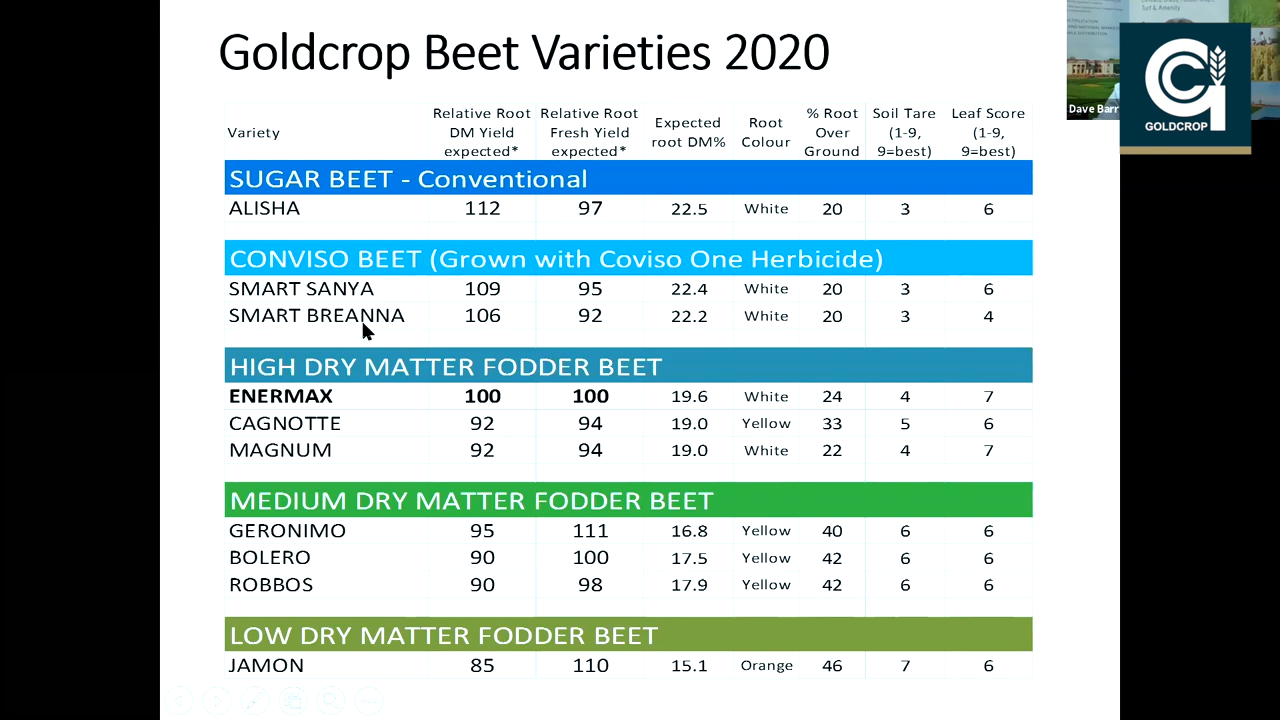 Goldcrop Beet Varieties 2020
Turf & Amenity
Dave Barr
GOLDCROP
Variety Relative Root DM Yield expected* Relative Root Fresh Yield expected* Expected root DM% Root Colour % Root Over Ground Soil Tare (1-9, 9=best) Leaf Score (1-9, 9=best)
SUGAR BEET - Conventional
ALISHA 112 97 22.5 White 20 3 6
CONVISO BEET (Grown with Coviso One Herbicide)
SMART SANYA 109 95 22.4 White 20 3 6
SMART BREANNA 106 92 22.2 White 20 3 4
HIGH DRY MATTER FODDER BEET
ENERMAX 100 100 19.6 White 24 4 7
CAGNOTTE 92 94 19.0 Yellow 33 5 6
MAGNUM 92 94 19.0 White 22 4 7
MEDIUM DRY MATTER FODDER BEET
GERONIMO 95 111 16.8 Yellow 40 6 6
BOLERO 90 100 17.5 Yellow 42 6 6
ROBBOS 90 98 17.9 Yellow 42 6 6
LOW DRY MATTER FODDER BEET
JAMON 85 110 15.1 Orange 46 7 6